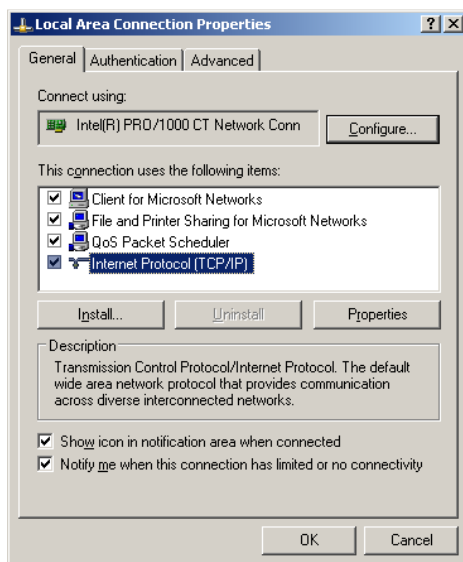 Local Area Connection Properties
General Authentication Advanced
Connect using:
Intel(R) PRO/1000 CT Network Conn Configure...
This connection uses the following items:
Client for Microsoft Networks
File and Printer Sharing for Microsoft Networks
QoS Packet Scheduler
Internet Protocol (TCP/IP)
Install... Uninstall Properties
Description
Transmission Control Protocol/Internet Protocol. The default
wide area network protocol that provides communication
across diverse interconnected networks.
Show icon in notification area when connected
Notify me when this connection has limited or no connectivity
OK Cancel